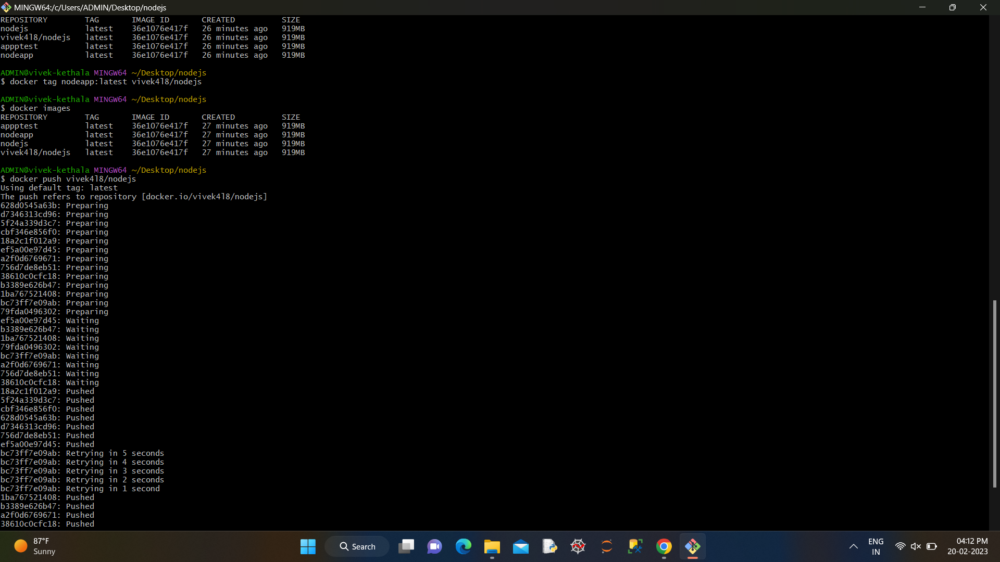 MINGW64:/c/Users/ADMIN/Desktop/nodejs
REPOSITORY TAG IMAGE ID CREATED SIZE
nodejs latest 36e1076e417f 26 minutes ago 919MB
vivek418/nodejs latest 36e1076e417f 26 minutes ago 919MB
appptest latest 36e1076e417f 26 minutes ago 919MB
nodeapp latest 36e1076e417f 26 minutes ago 919MB
ADMIN@vivek-kethala MINGW64 ~/Desktop/nodejs
$ docker tag nodeapp:latest vivek418/nodejs
ADMIN@vivek-kethala MINGW64 ~/Desktop/nodejs
$ docker images
REPOSITORY TAG IMAGE ID CREATED SIZE
appptest latest 36e1076e417f 27 minutes ago 919MB
nodeapp latest 36e1076e417f 27 minutes ago 919MB
nodejs latest 36e1076e417f 27 minutes ago 919MB
vivek418/nodejs latest 36e1076e417f 27 minutes ago 919MB
ADMIN@vivek-kethala MINGW64 ~/Desktop/nodejs
$ docker push vivek418/nodejs
Using default tag: latest
The push refers to repository [docker.io/vivek418/nodejs]
628d0545a63b: Preparing
d7346313cd96: Preparing
5f24a339d3c7: Preparing
cbf346e856f0: Preparing
18a2c1f012a9: Preparing
ef5a00e97d45: Preparing
a2f0d6769671: Preparing
756d7de8eb51: Preparing
38610c0cfc18: Preparing
b3389e626b47: Preparing
1ba767521408: Preparing
bc73ff7e09ab: Preparing
79fda0496302: Preparing
ef5a00e97d45: Waiting
b3389e626b47: Waiting
1ba767521408: Waiting
79fda0496302: Waiting
bc73ff7e09ab: Waiting
a2f0d6769671: Waiting
756d7de8eb51: Waiting
38610c0cfc18: Waiting
18a2c1f012a9: Pushed
5f24a339d3c7: Pushed
cbf346e856f0: Pushed
628d0545a63b: Pushed
d7346313cd96: Pushed
756d7de8eb51: Pushed
ef5a00e97d45: Pushed
bc73ff7e09ab: Retrying in 5 seconds
bc73ff7e09ab: Retrying in 4 seconds
bc73ff7e09ab: Retrying in 3 seconds
bc73ff7e09ab: Retrying in 2 seconds
bc73ff7e09ab: Retrying in 1 second
1ba767521408: Pushed
b3389e626b47: Pushed
a2f0d6769671: Pushed
38610c0cfc18: Pushed
87°F
Sunny
Search
ENG
IN
04:12 PM
20-02-2023